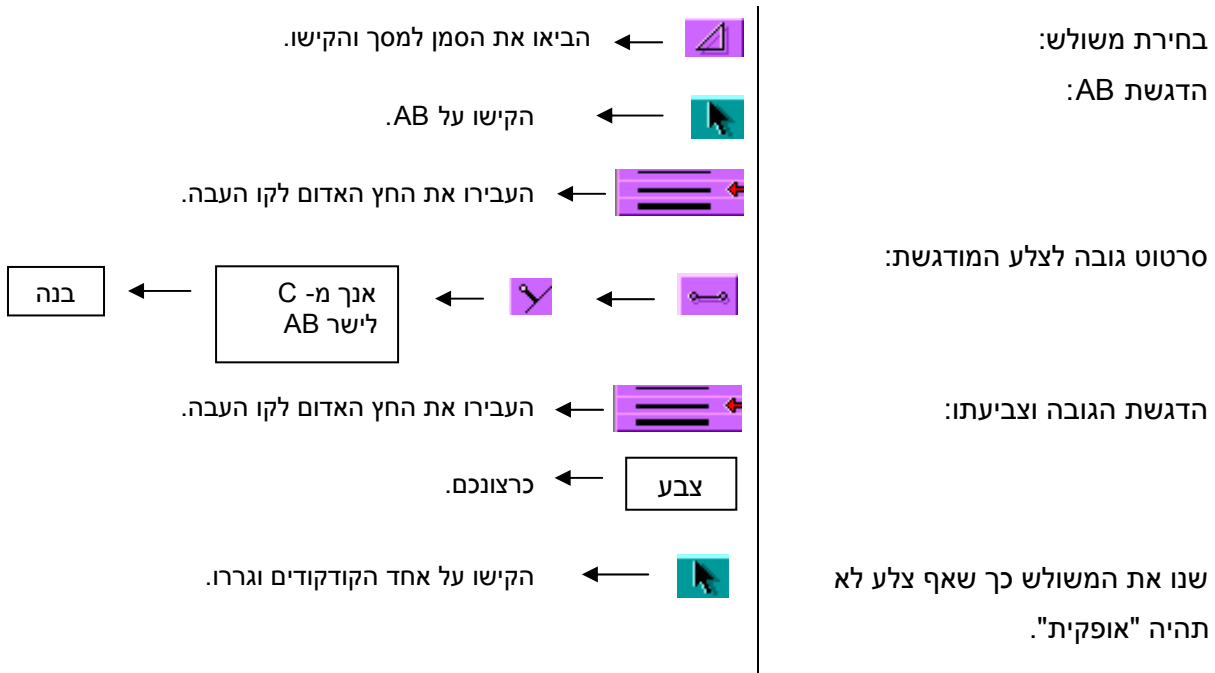 בחירת משולש:
הביאו את הסמן למסך והקישו.
הדגשת AB:
הקישו על AB.
העבירו את החץ האדום לקו העבה.
סרטוט גובה לצלע המודגשת:
אנך מ- C
לישר AB
בנה
הדגשת הגובה וצביעתו:
העבירו את החץ האדום לקו העבה.
צבע
כרצונכם.
שנו את המשולש כך שאף צלע לא
תהיה "אופקית".
הקישו על אחד הקודקודים וגררו.